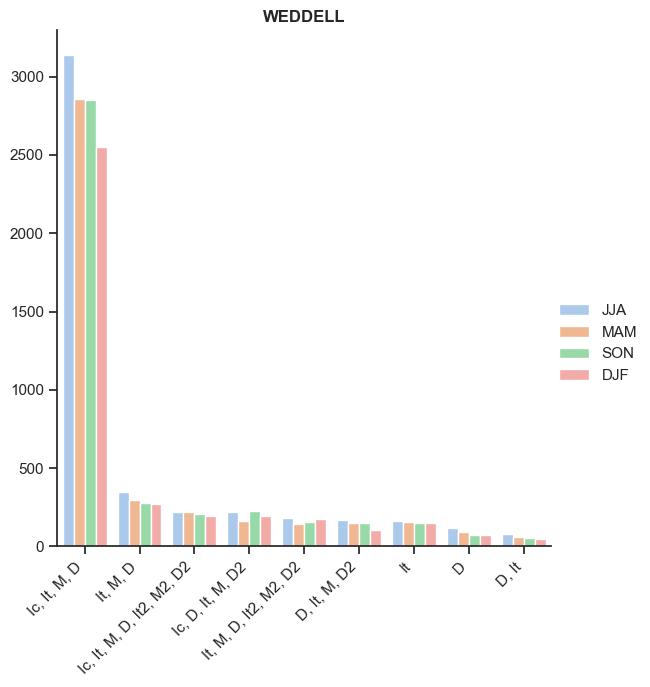 WEDDELL
3000
2500
2000
1500
1000
500
0
JJA
MAM
SON
DJF
Ic, It, M, D
It, M, D
Ic, It, M, D, It2, M2, D2
Ic, D, It, M, D2
It, M, D, It2, M2, D2
D, It, M, D2
It
D
D, It